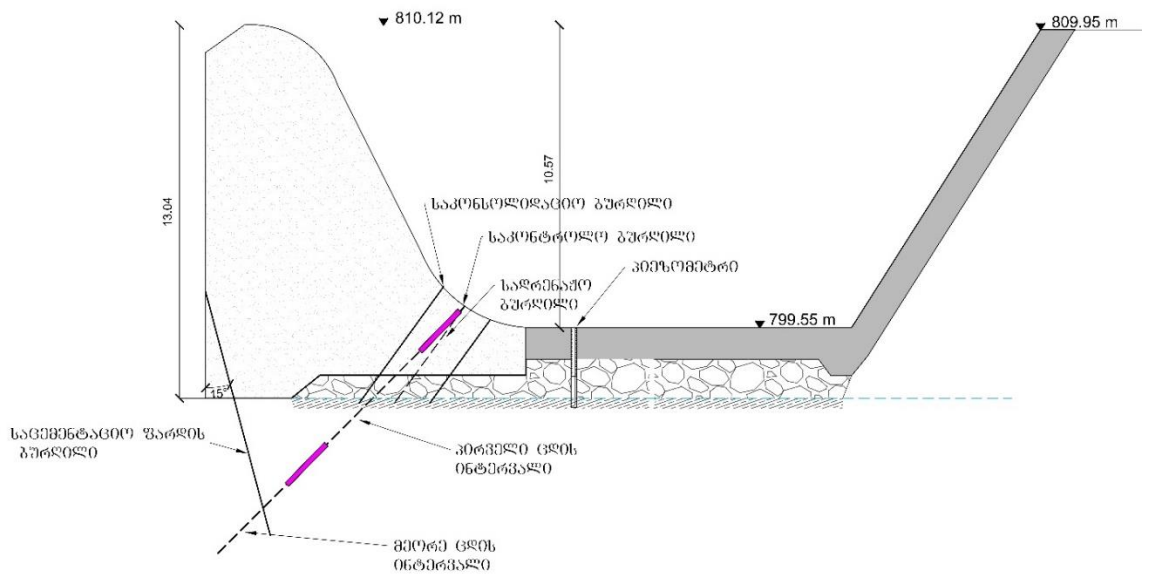 810.12 m
809.95 m
13.04
10.57
საკონსოლიდაციო ბურღილი
საკონტროლო ბურღილი
სადრენაჟო
ბურღილი
პიეზომეტრი
799.55 m
15°
საცემენტაციო ფარდის
ბურღილი
პირველი ცდის
ინტერვალი
მეორე ცდის
ინტერვალი